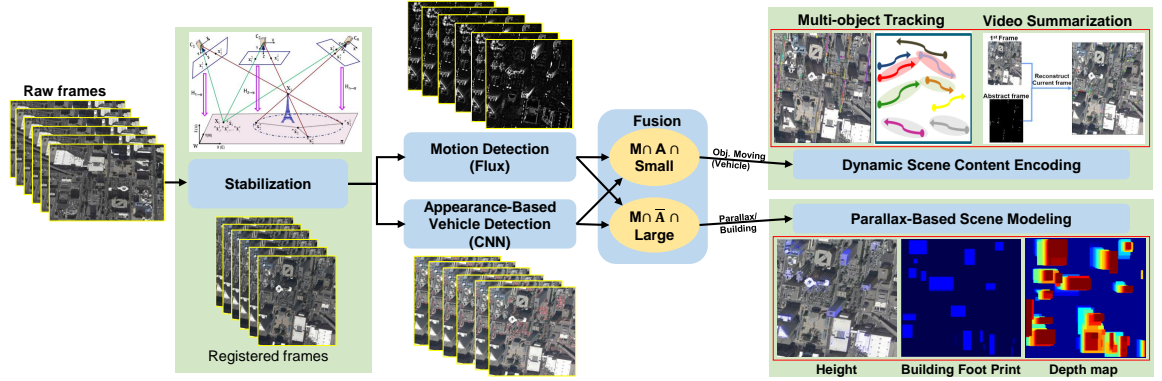 Raw frames
Stabilization
Registered frames
Motion Detection
(Flux)
Appearance-Based
Vehicle Detection
(CNN)
Fusion
M∩ A ∩
Small
M∩ A̅ ∩
Large
Obj. Moving
(Vehicle)
Parallax/
Building
Multi-object Tracking
Video Summarization
1st Frame
Reconstruct
Current frame
Abstract frame
Dynamic Scene Content Encoding
Parallax-Based Scene Modeling
Height
Building Foot Print
Depth map